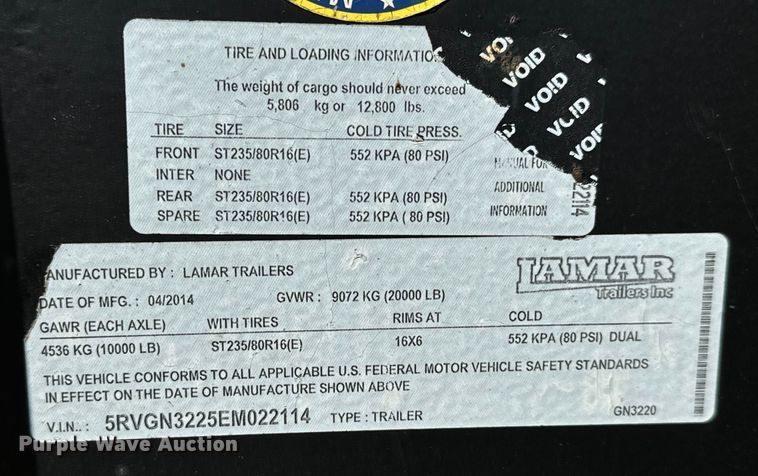 TIRE AND LOADING INFORMATIO
The weight of cargo should never exceed
5,806 kg or 12,800 lbs.
TIRE SIZE COLD TIRE PRESS.
FRONT ST235/80R16(E) 552 KPA (80 PSI)
INTER NONE
REAR ST235/80R16(E) 552 KPA (80 PSI)
SPARE ST235/80R16(E) 552 KPA ( 80 PSI)
VOID VOID
VOID VOID
VOID
MANUAL FOR
ADDITIONAL
INFORMATION
22114
ANUFACTURED BY : LAMAR TRAILERS
LAMAR
Trailers Inc
DATE OF MFG. : 04/2014 GVWR : 9072 KG (20000 LB)
GAWR (EACH AXLE) WITH TIRES RIMS AT COLD
4536 KG (10000 LB) ST235/80R16(E) 16X6 552 KPA (80 PSI) DUAL
THIS VEHICLE CONFORMS TO ALL APPLICABLE U.S. FEDERAL MOTOR VEHICLE SAFETY STANDARDS
IN EFFECT ON THE DATE OF MANUFACTURE SHOWN ABOVE
V.I.N.. : 5RVGN3225EM022114 TYPE : TRAILER
GN3220
Purple Wave Auction